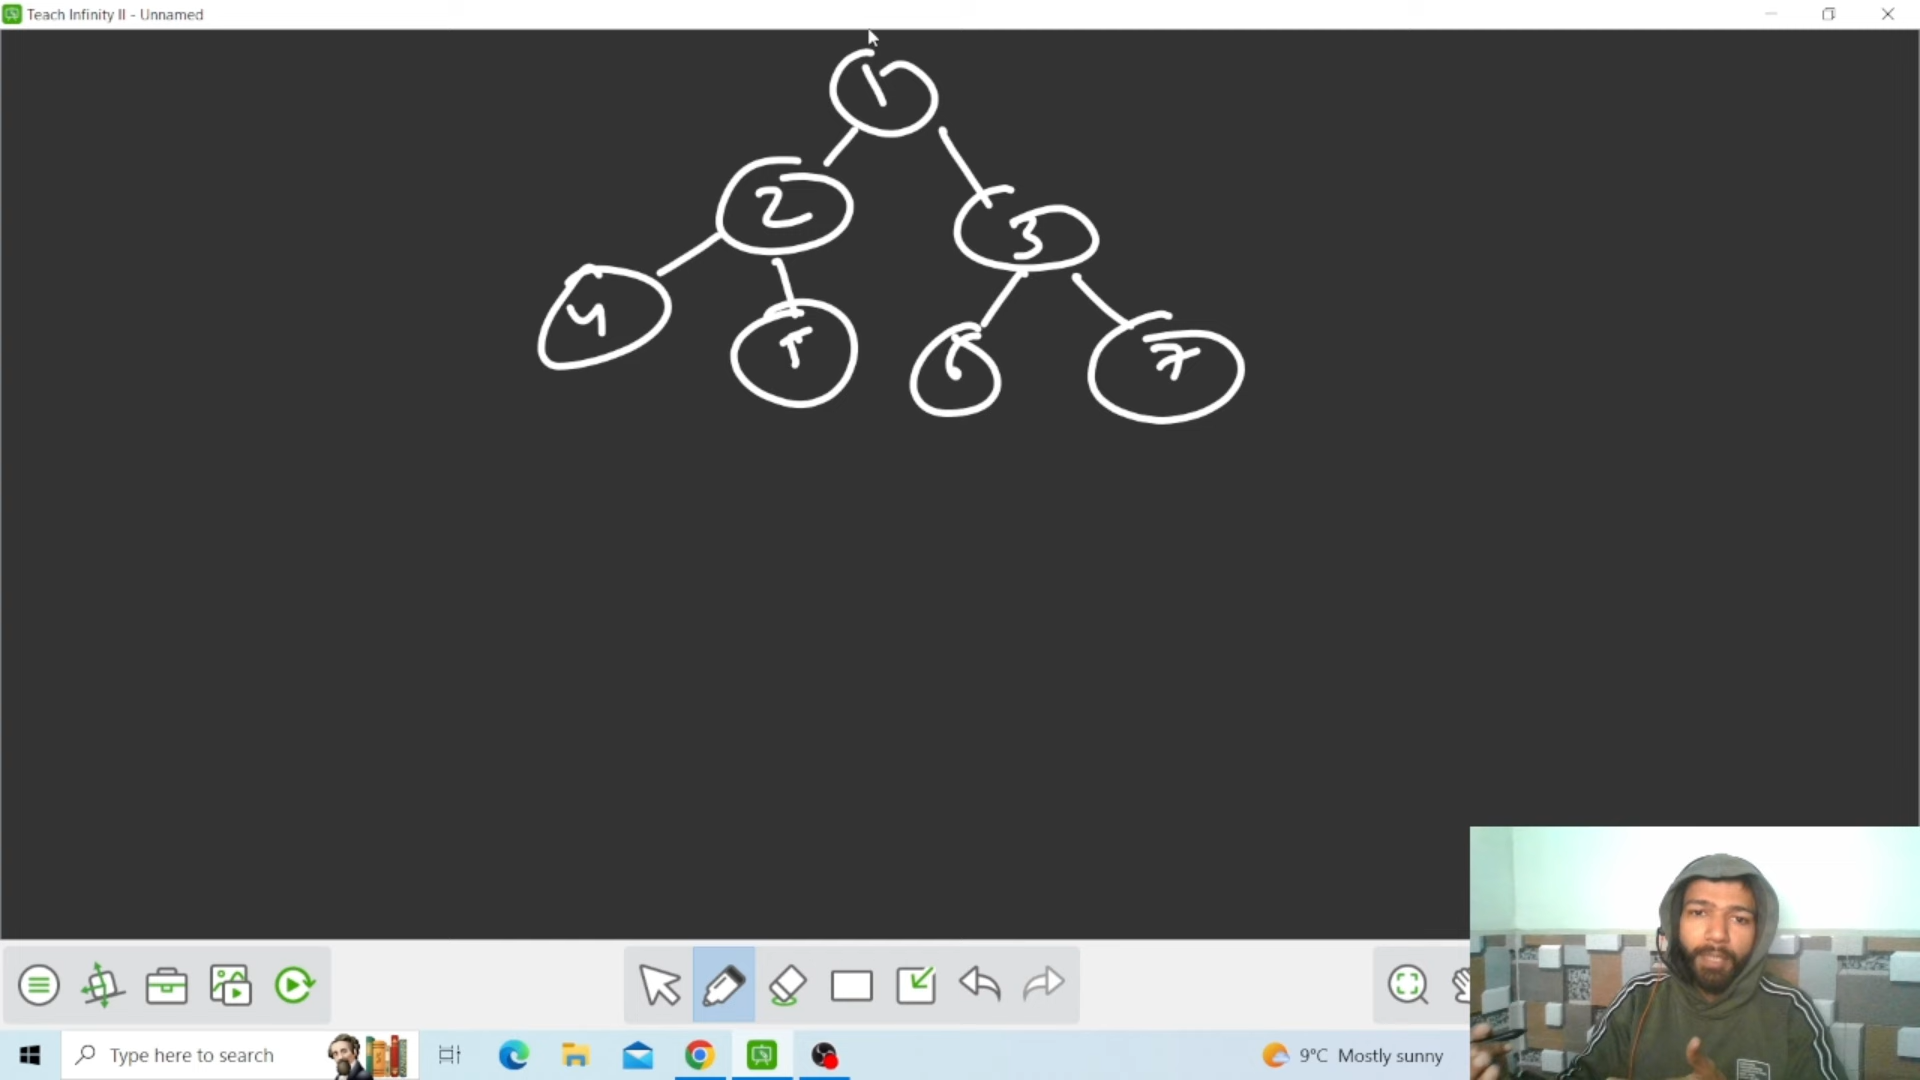 Teach Infinity II - Unnamed
1
2
3
4
5
6
7
Type here to search
9°C Mostly sunny